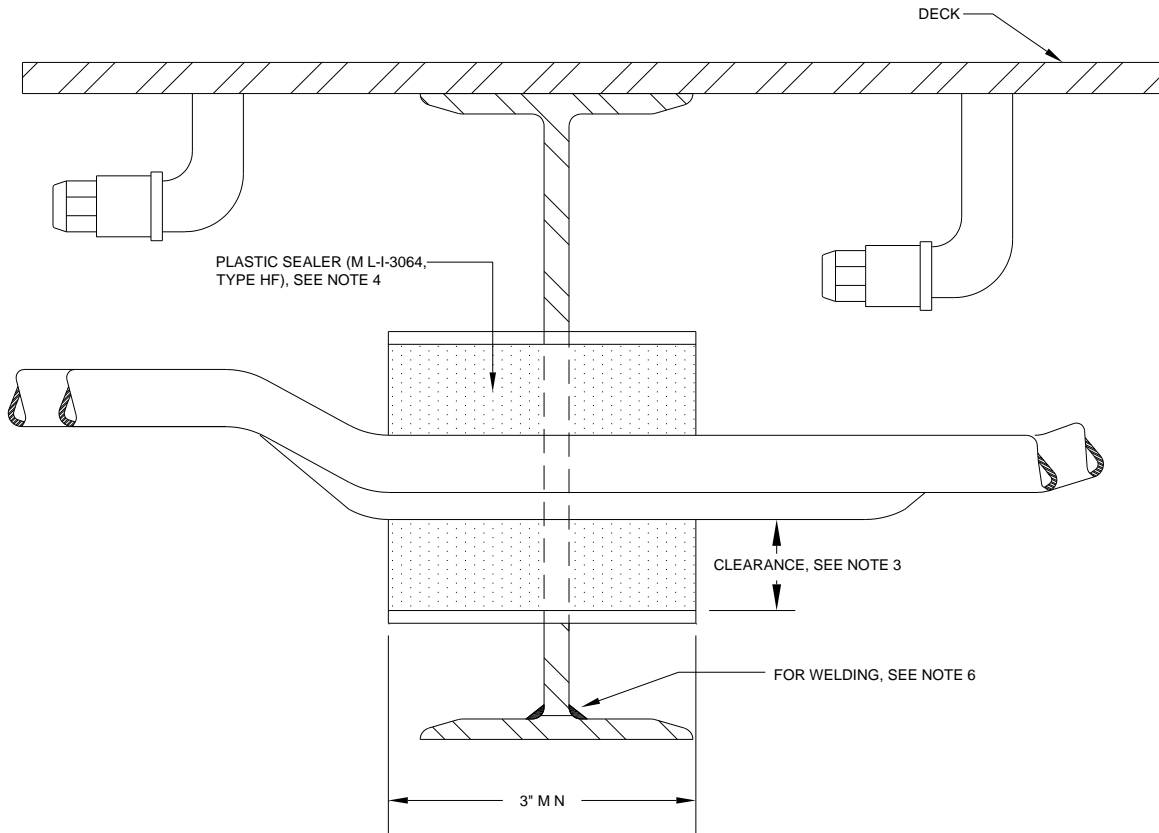 DECK
PLASTIC SEALER (M L-I-3064,
TYPE HF), SEE NOTE 4
CLEARANCE, SEE NOTE 3
FOR WELDING, SEE NOTE 6
3" M N